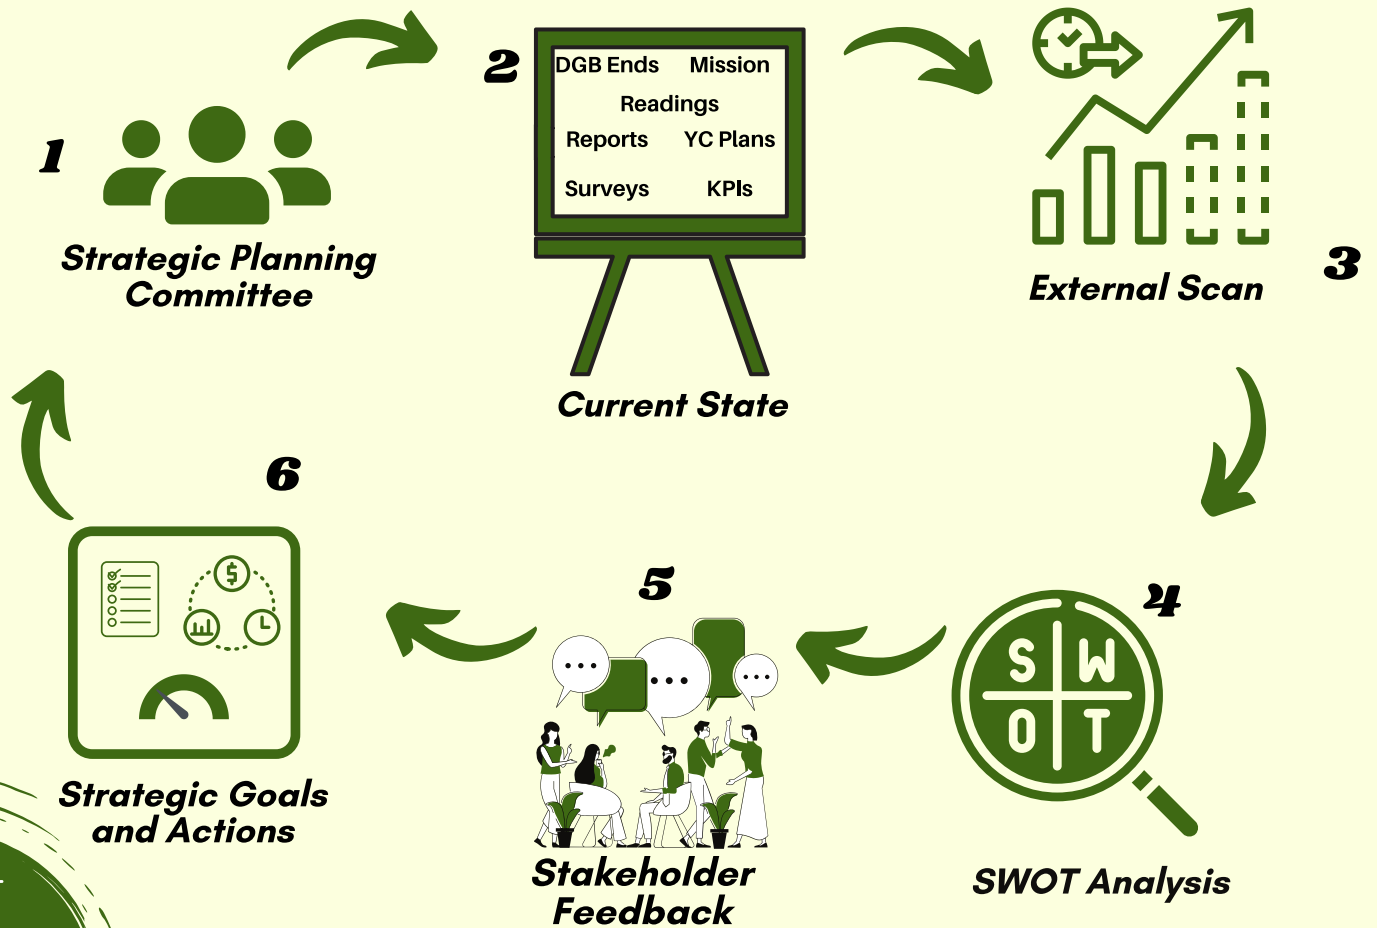 1
Strategic Planning
Committee
2
DGB Ends Mission
Readings
Reports YC Plans
Surveys KPIs
Current State
External Scan
3
4
S W
O T
SWOT Analysis
5
Stakeholder
Feedback
6
$
Strategic Goals
and Actions